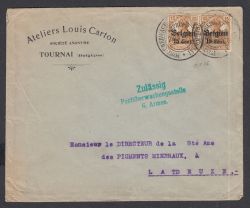 Ateliers Louis Carton
SOCIÉTÉ ANONYME
TOURNAI (Belgique)
Belgien
Belgien
Zulässig
Postüberwachungsstelle
6. Armee.
Monsieur le DIRECTEUR de la Sté Ame
des PIGMENTS MINERAUX, à